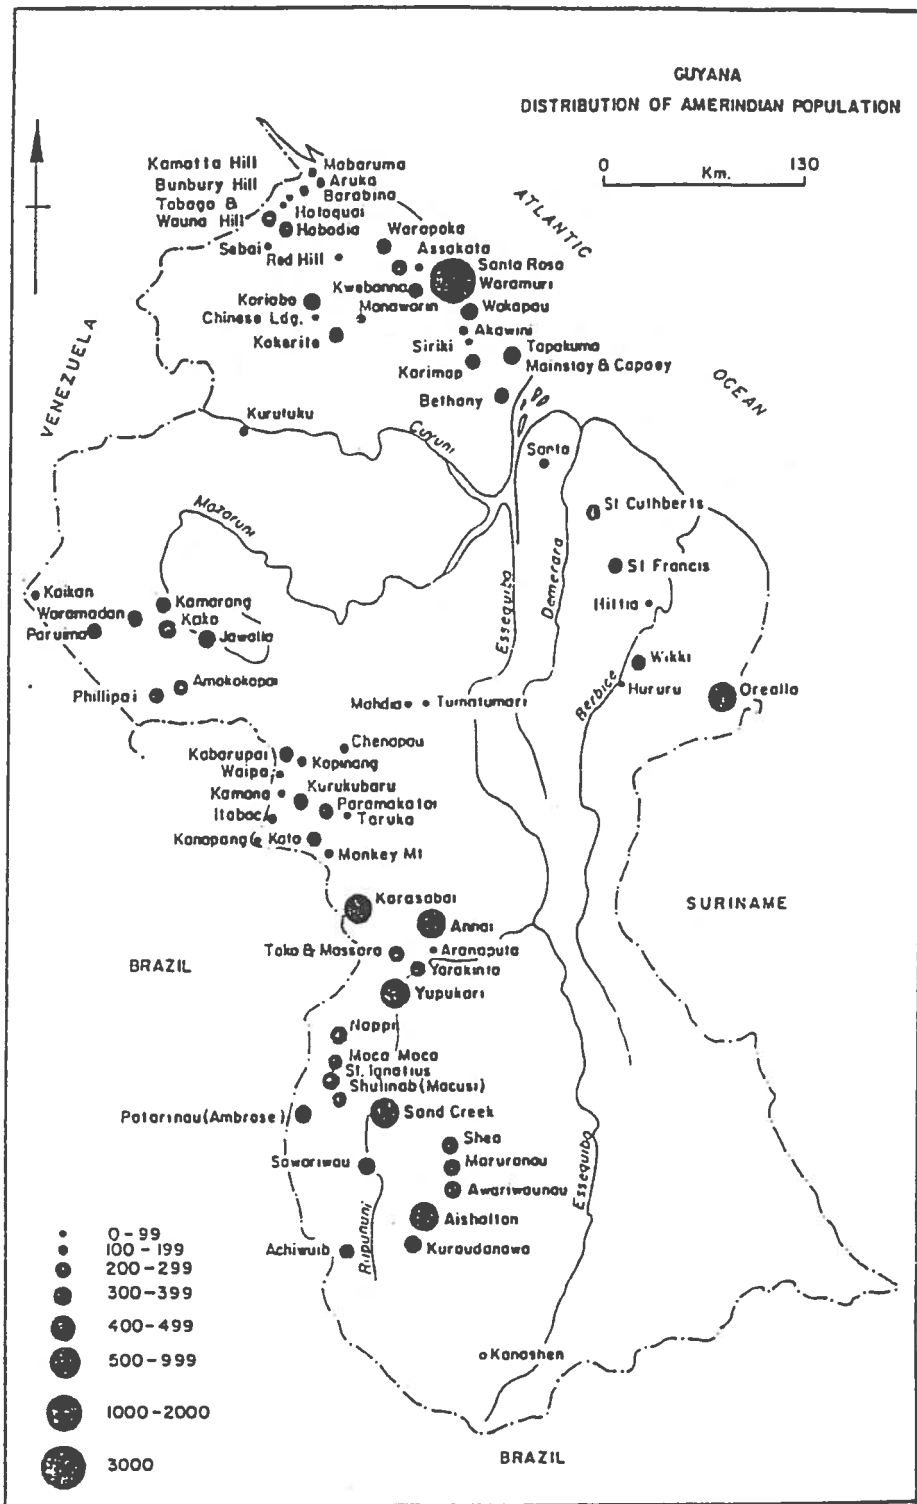 GUYANA
DISTRIBUTION OF AMERINDIAN POPULATION
0 130
Km.
ATLANTIC
OCEAN
VENEZUELA
BRAZIL
SURINAME
BRAZIL
Kamatta Hill
Mabaruma
Bunbury Hill
Aruka
Tobago &
Wauna Hill
Barabina
Hotoquai
Hobodia
Sebai
Red Hill
Warapoka
Assakata
Santa Rosa
Waramuri
Kwebanna
Koriabo
Manawarin
Wakapau
Chinese Ldg.
Kokerite
Akawini
Siriki
Karimap
Tapakuma
Mainstay & Capoey
Bethany
Kurutuku
Cuyuni
Santa
Mazaruni
St Cuthberts
St Francis
Essequibo
Demerara
Hittia
Kaikan
Kamarang
Waramadan
Kako
Paruima
Jawalla
Wikki
Hururu
Berbice
Orealla
Amokokopai
Phillipai
Mahdia
Tumatumari
Chenapau
Kabarupai
Kopinang
Waipa
Kamana
Kurukubaru
Paramakatoi
Itabac
Taruka
Kanapang
Kato
Monkey Mt
Karasabai
Annai
Toka & Massara
Aranaputa
Yarakinta
Yupukari
Nappi
Moca Moca
St. Ignatius
Shulinab (Macusi)
Potarinau (Ambrose)
Sand Creek
Shea
Sawariwau
Maruranau
Awariwaunau
Essequibo
Aishalton
Rupununi
Achiwuib
Karaudanawa
Kanashen
0-99
100-199
200-299
300-399
400-499
500-999
1000-2000
3000